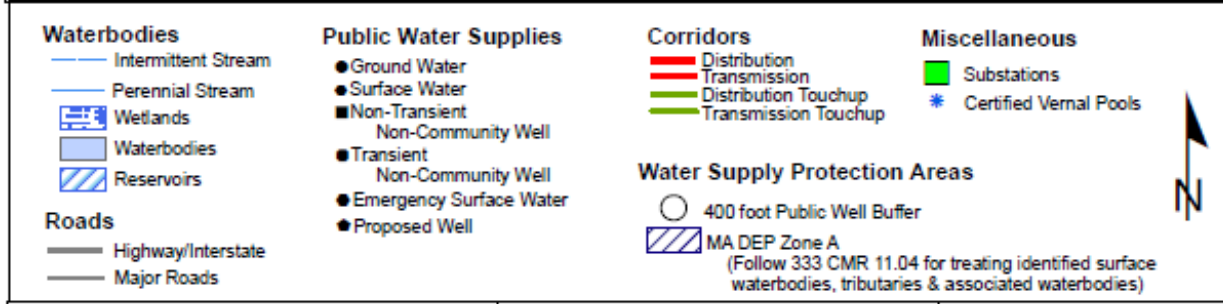 Waterbodies
Intermittent Stream
Perennial Stream
Wetlands
Waterbodies
Reservoirs
Roads
Highway/Interstate
Major Roads
Public Water Supplies
Ground Water
Surface Water
Non-Transient
Non-Community Well
Transient
Non-Community Well
Emergency Surface Water
Proposed Well
Corridors
Distribution
Transmission
Distribution Touchup
Transmission Touchup
Miscellaneous
Substations
Certified Vernal Pools
Water Supply Protection Areas
400 foot Public Well Buffer
MA DEP Zone A
(Follow 333 CMR 11.04 for treating identified surface
waterbodies, tributaries & associated waterbodies)
N